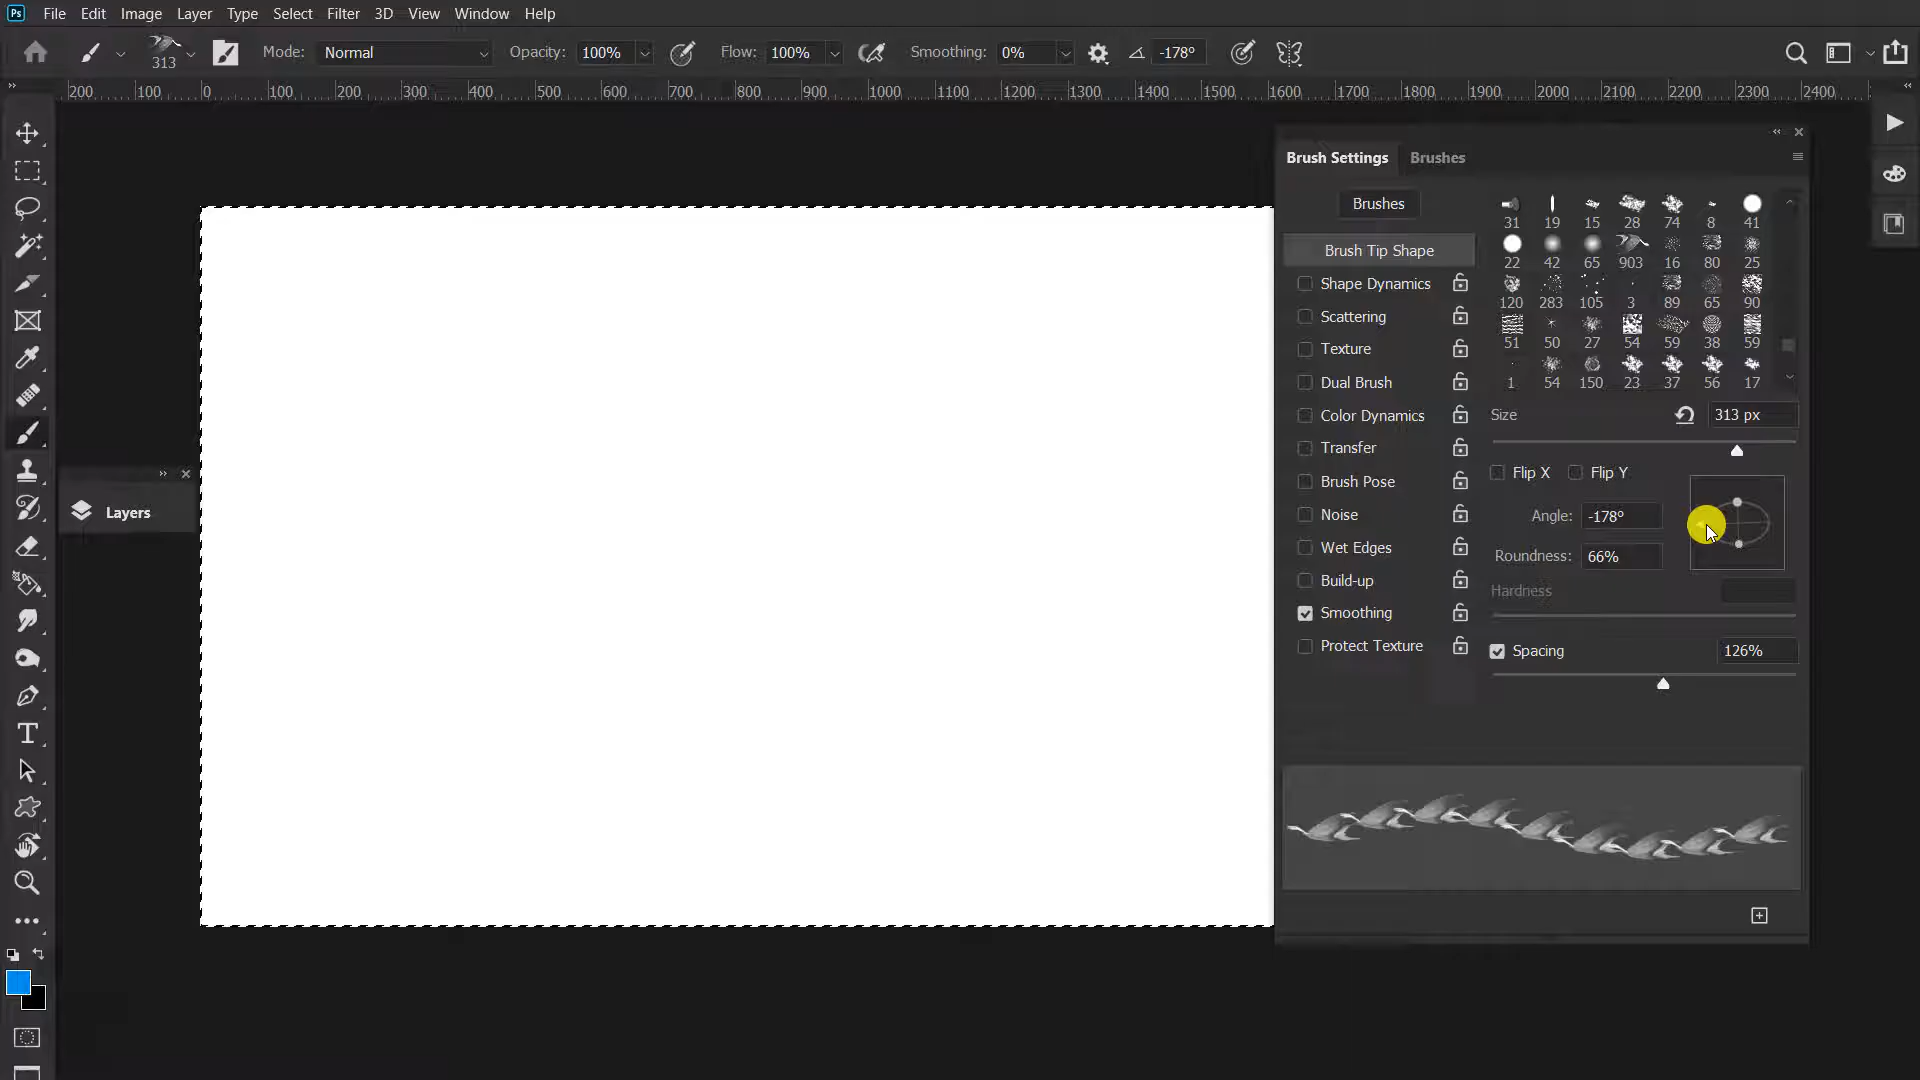 Ps File Edit Image Layer Type Select Filter 3D View Window Help
313 Mode: Normal Opacity: 100% Flow: 100% Smoothing: 0% -178°
200 100 0 100 200 300 400 500 600 700 800 900 1000 1100 1200 1300 1400 1500 1600 1700 1800 1900 2000 2100 2200 2300 2400
Layers
Brush Settings Brushes
Brushes
Brush Tip Shape
Shape Dynamics
Scattering
Texture
Dual Brush
Color Dynamics
Transfer
Brush Pose
Noise
Wet Edges
Build-up
Smoothing
Protect Texture
31 19 15 28 74 8 41
22 42 65 903 16 80 25
120 283 105 3 89 65 90
51 50 27 54 59 38 59
1 54 150 23 37 56 17
Size 313 px
Flip X Flip Y
Angle: -178°
Roundness: 66%
Hardness
Spacing 126%